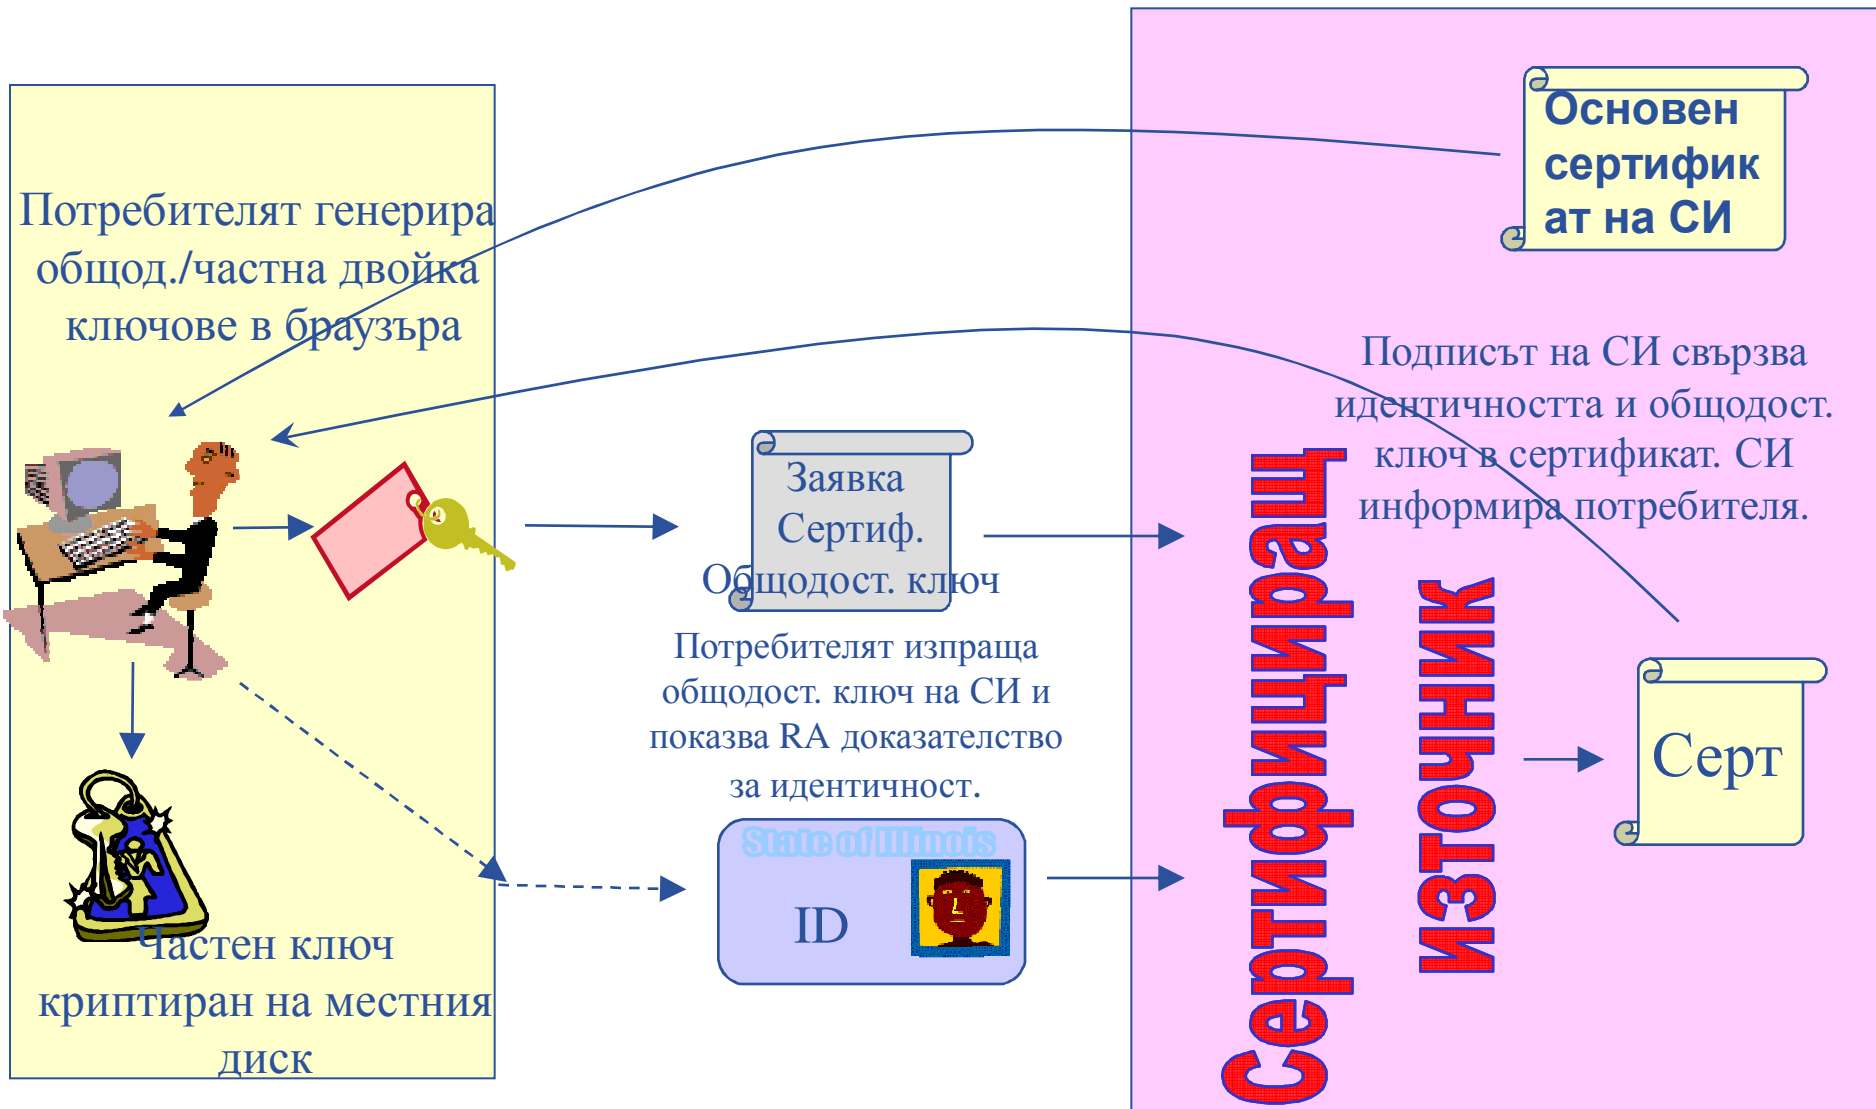 Потребителят генерира
общод./частна двойка
ключове в браузъра
Частен ключ
криптиран на местния
диск
Заявка
Сертиф.
Общодост. ключ
Потребителят изпраща
общодост. ключ на СИ и
показва RA доказателство
за идентичност.
State of Illinois
ID
Сертифициращ
източник
Основен
сертифик
ат на СИ
Подписът на СИ свързва
идентичността и общодост.
ключ в сертификат. СИ
информира потребителя.
Серт